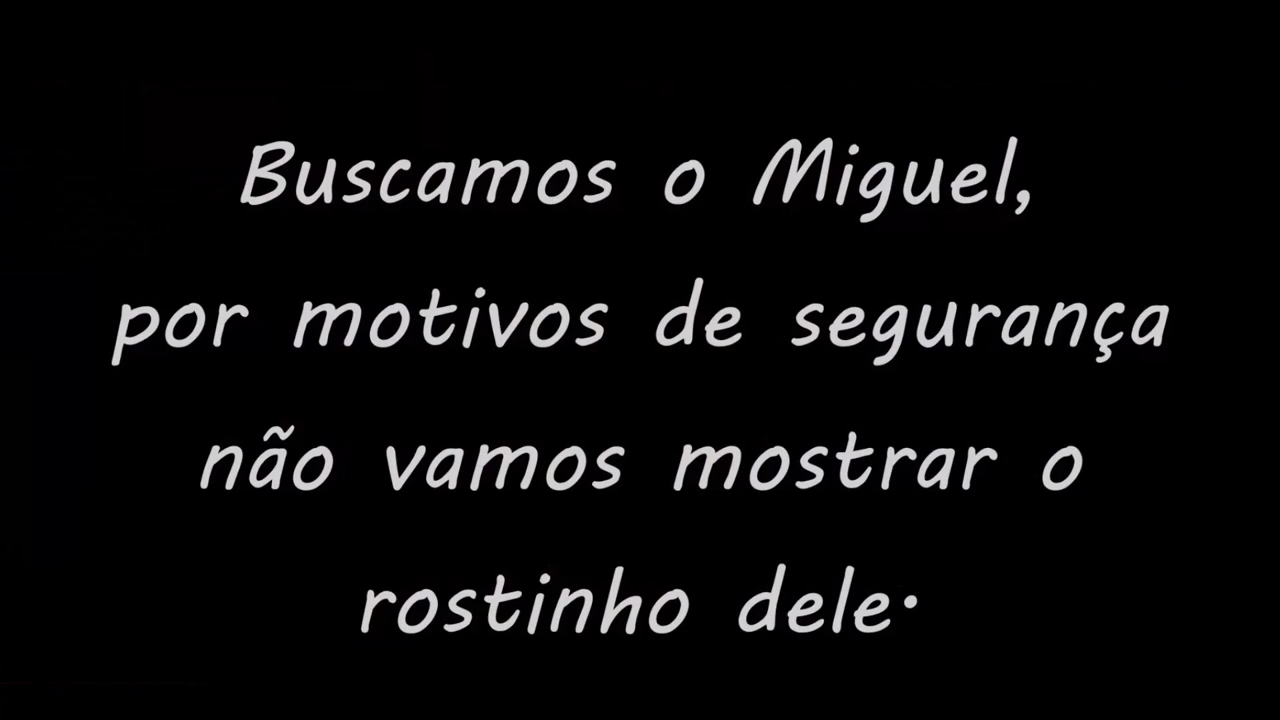 Buscamos o Miguel,
por motivos de segurança
não vamos mostrar o
rostinho dele.